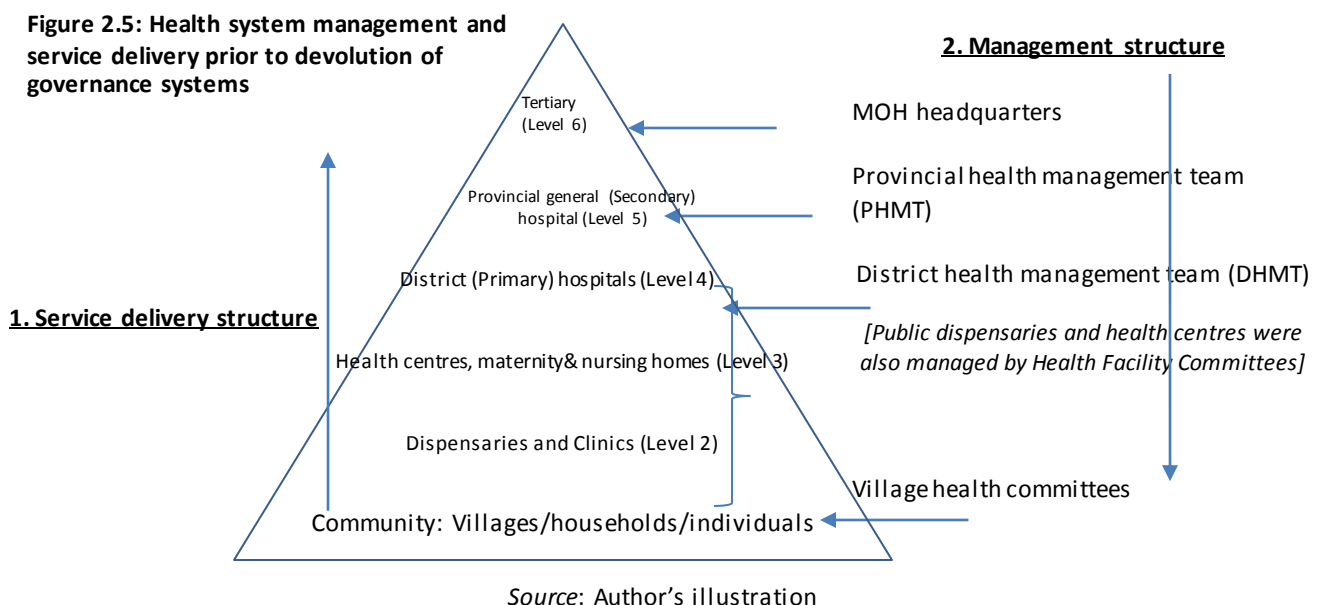 Figure 2.5: Health system management and
service delivery prior to devolution of
governance systems
2. Management structure
Tertiary
(Level 6)
MOH headquarters
Provincial general (Secondary)
hospital (Level 5)
Provincial health management team
(PHMT)
District (Primary) hospitals (Level 4)
District health management team (DHMT)
1. Service delivery structure
[Public dispensaries and health centres were
also managed by Health Facility Committees]
Health centres, maternity& nursing homes (Level 3)
Dispensaries and Clinics (Level 2)
Village health committees
Community: Villages/households/individuals
Source: Author's illustration